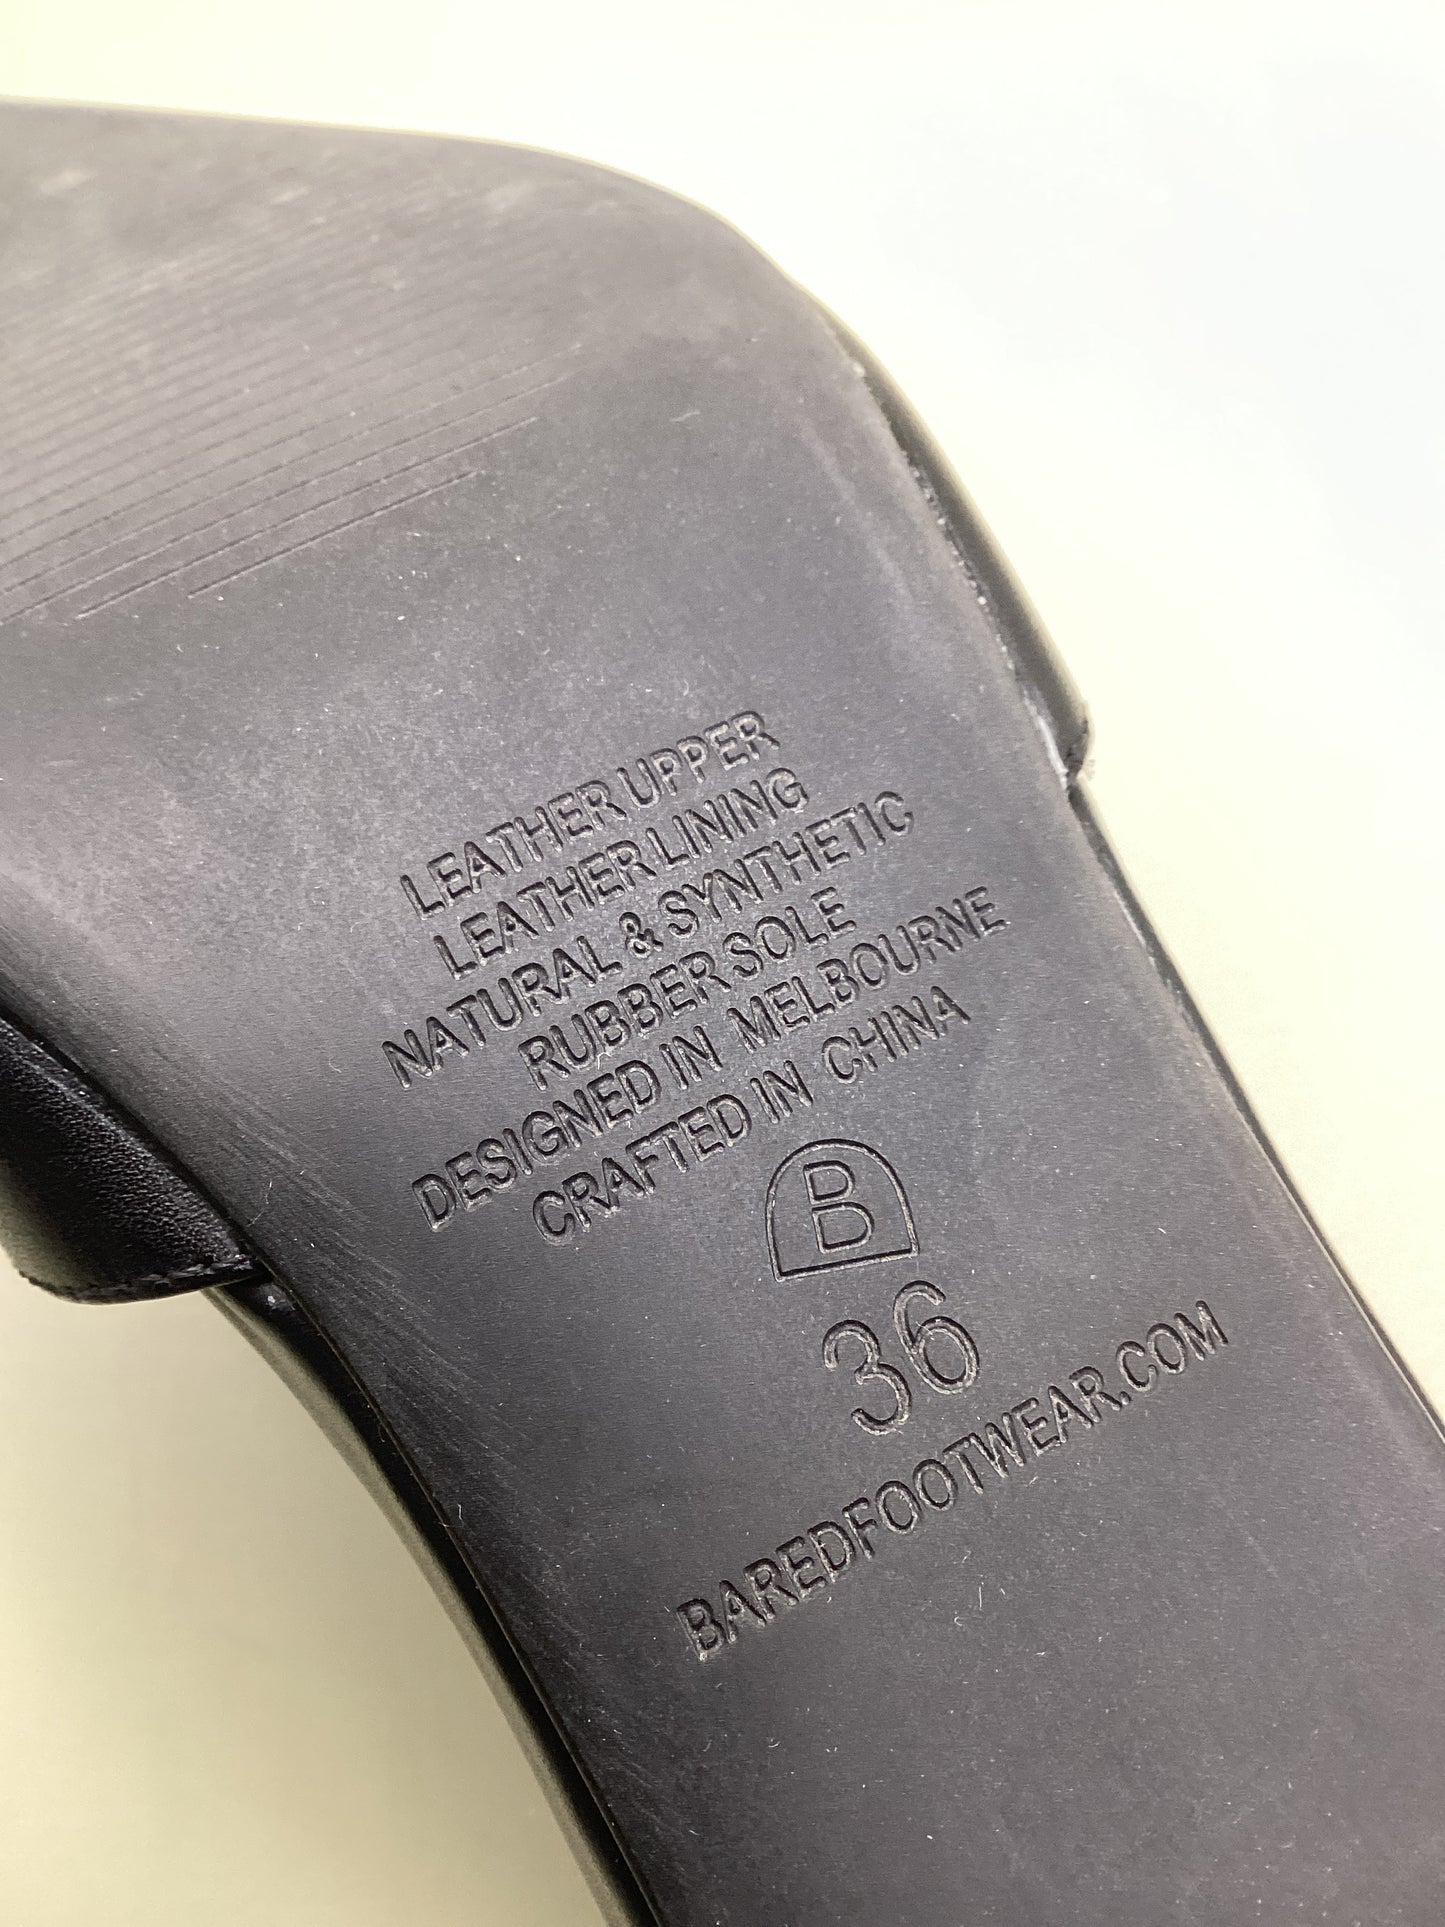 LEATHER UPPER
LEATHER LINING
NATURAL & SYNTHETIC
RUBBER SOLE
DESIGNED IN MELBOURNE
CRAFTED IN CHINA
B
36
BAREDFOOTWEAR.COM